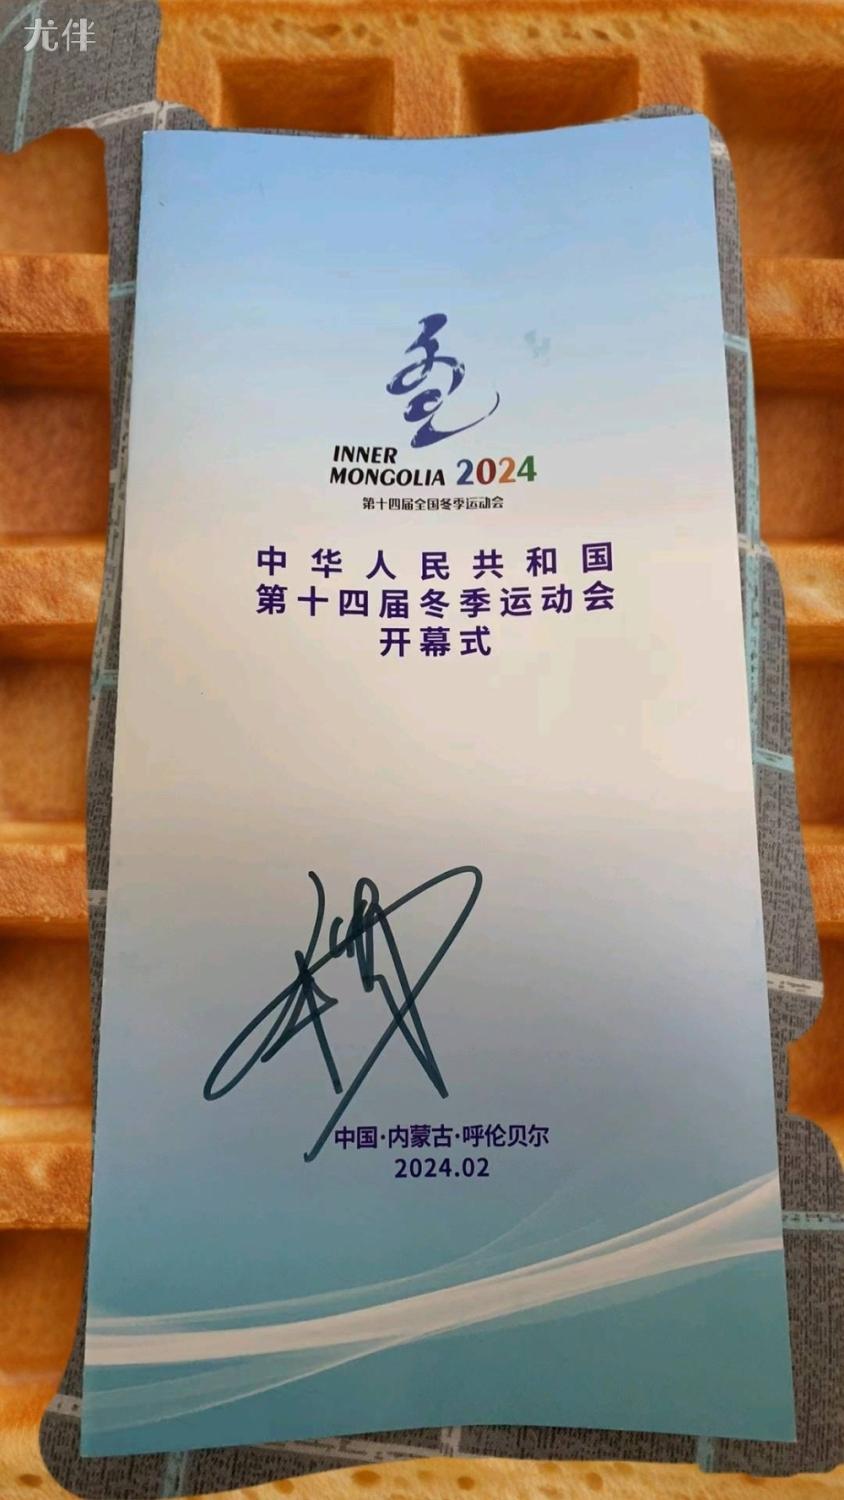 尤伴
INNER
MONGOLIA 2024
第十四届全国冬季运动会
中华人民共和国
第十四届冬季运动会
开幕式
中国·内蒙古·呼伦贝尔
2024.02